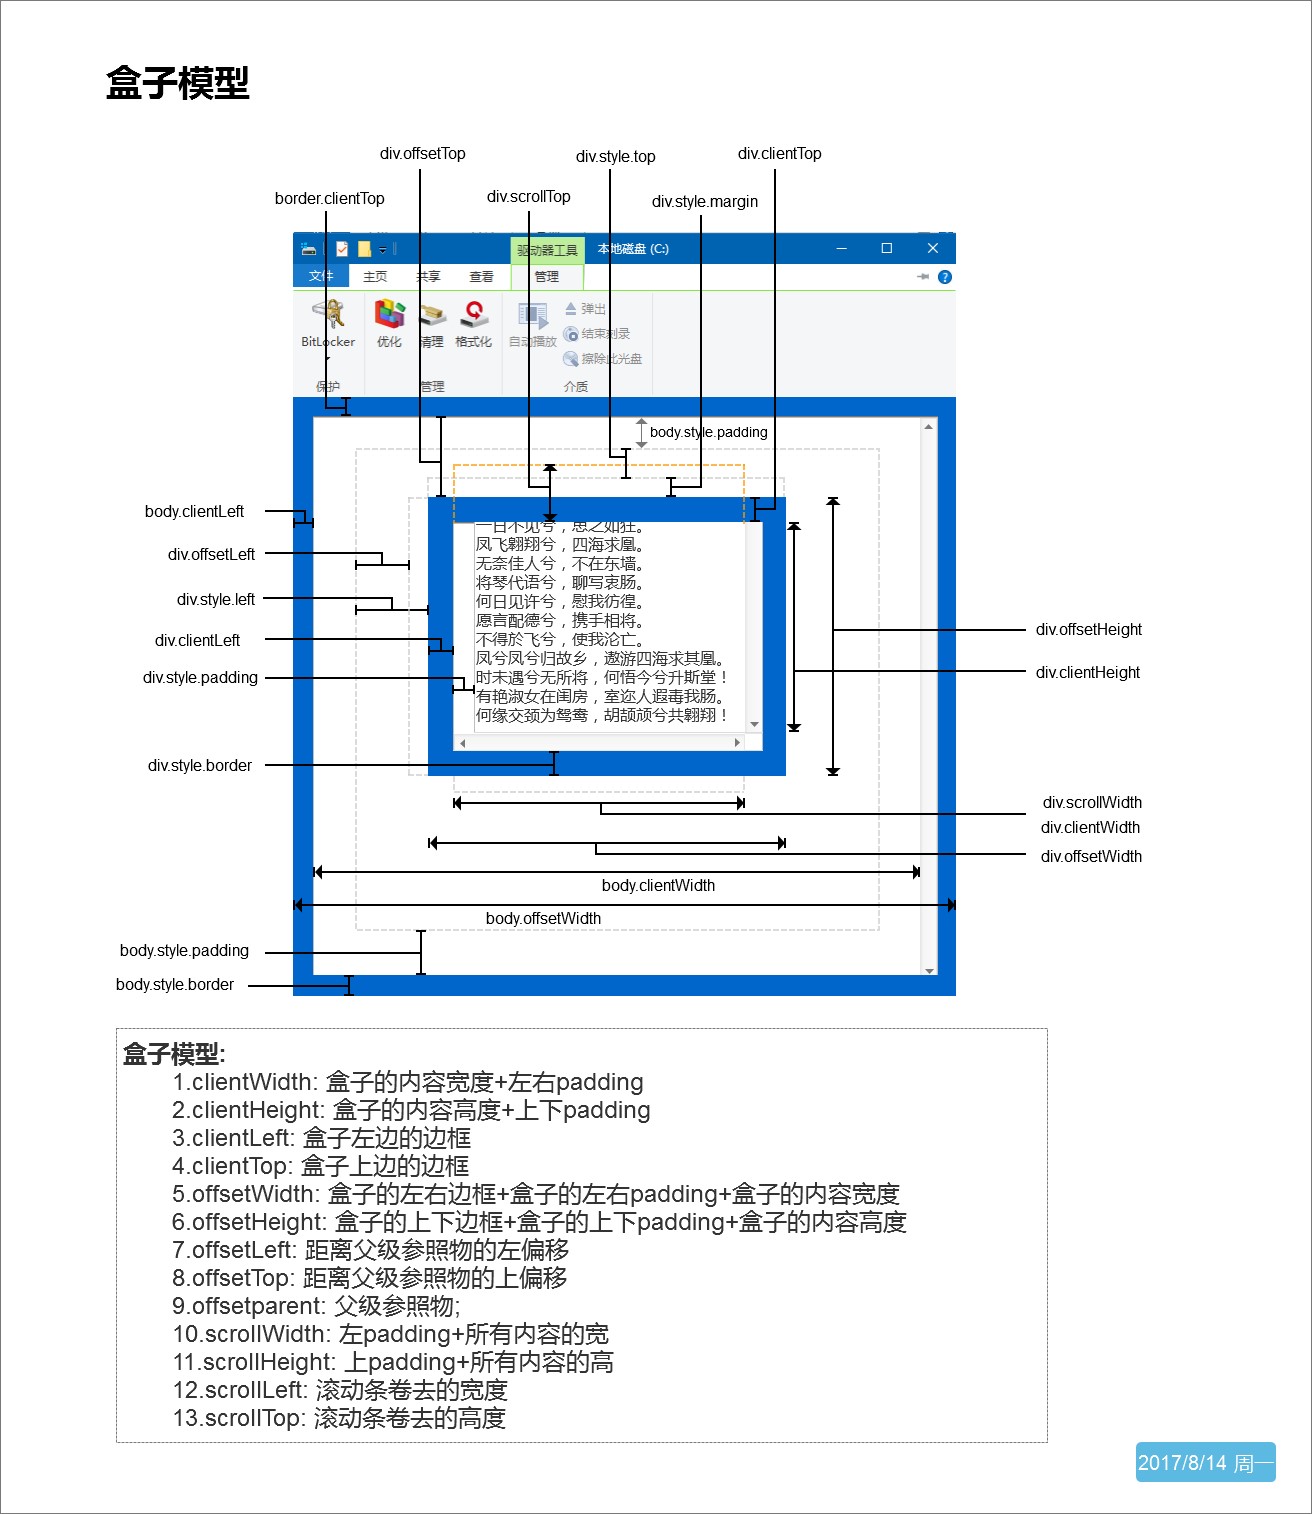 盒子模型
div.offsetTop
div.style.top
div.clientTop
border.clientTop
div.scrollTop
div.style.margin
驱动器工具
本地磁盘 (C:)
文件
主页
共享
查看
管理
BitLocker
优化
清理
格式化
自动播放
弹出
结束刻录
擦除此光盘
保护
管理
介质
body.style.padding
body.clientLeft
div.offsetLeft
div.style.left
div.clientLeft
div.style.padding
div.style.border
一日不见兮，思之如狂。
凤飞翱翔兮，四海求凰。
无奈佳人兮，不在东墙。
将琴代语兮，聊写衷肠。
何日见许兮，慰我彷徨。
愿言配德兮，携手相将。
不得於飞兮，使我沦亡。
凤兮凤兮归故乡，遨游四海求其凰。
时未遇兮无所将，何悟今兮升斯堂！
有艳淑女在闺房，室迩人遐毒我肠。
何缘交颈为鸳鸯，胡颉颃兮共翱翔！
div.offsetHeight
div.clientHeight
div.scrollWidth
div.clientWidth
div.offsetWidth
body.clientWidth
body.offsetWidth
body.style.padding
body.style.border
盒子模型:
1.clientWidth: 盒子的内容宽度+左右padding
2.clientHeight: 盒子的内容高度+上下padding
3.clientLeft: 盒子左边的边框
4.clientTop: 盒子上边的边框
5.offsetWidth: 盒子的左右边框+盒子的左右padding+盒子的内容宽度
6.offsetHeight: 盒子的上下边框+盒子的上下padding+盒子的内容高度
7.offsetLeft: 距离父级参照物的左偏移
8.offsetTop: 距离父级参照物的上偏移
9.offsetparent: 父级参照物;
10.scrollWidth: 左padding+所有内容的宽
11.scrollHeight: 上padding+所有内容的高
12.scrollLeft: 滚动条卷去的宽度
13.scrollTop: 滚动条卷去的高度
2017/8/14 周一